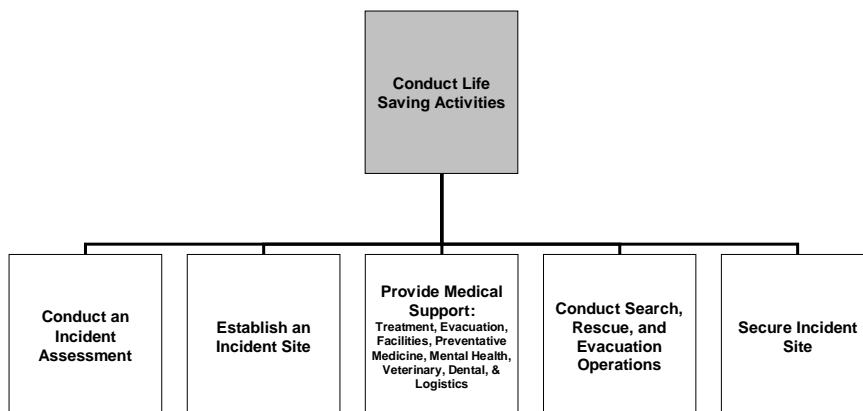 Conduct Life
Saving Activities
Conduct an
Incident
Assessment
Establish an
Incident Site
Provide Medical
Support:
Treatment, Evacuation,
Facilities, Preventative
Medicine, Mental Health,
Veterinary, Dental, &
Logistics
Conduct Search,
Rescue, and
Evacuation
Operations
Secure Incident
Site